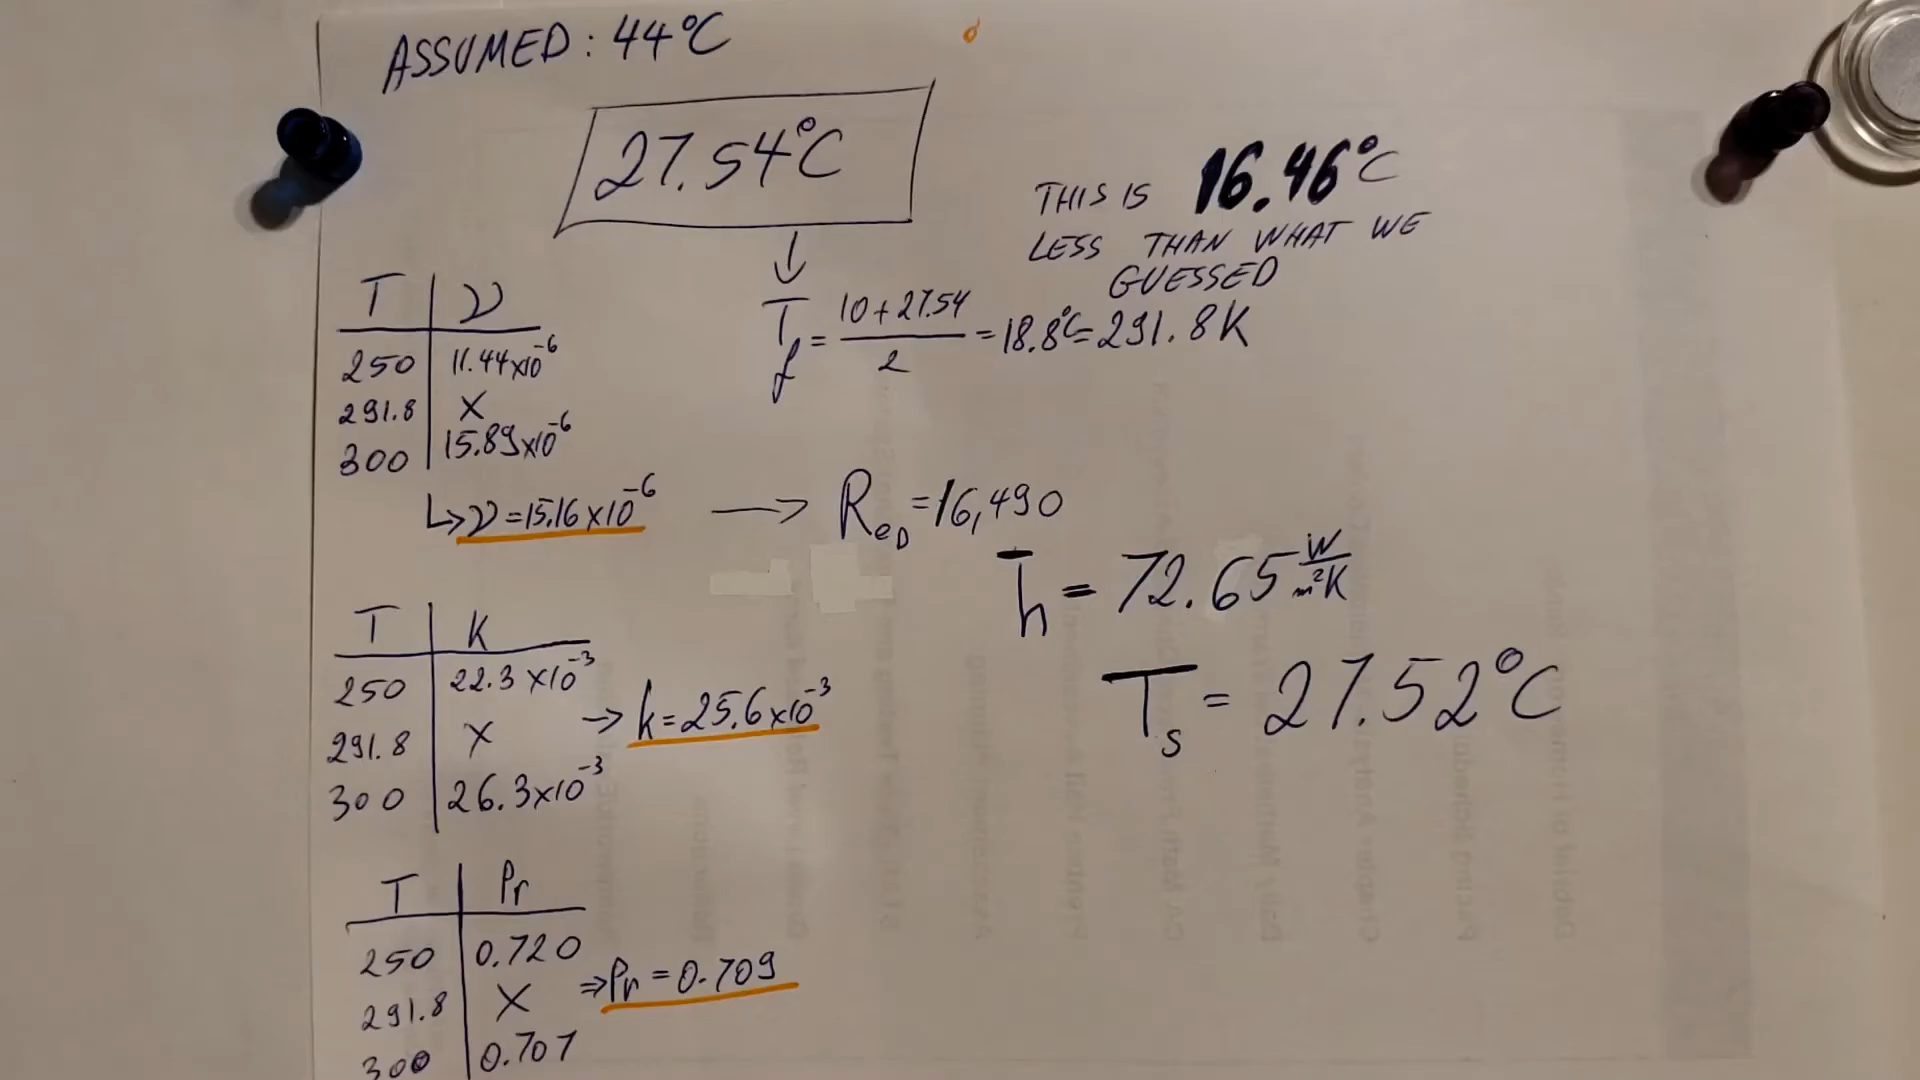 ASSUMED: 44°C
27.54°C
THIS IS 16.46°C
LESS THAN WHAT WE
GUESSED
↓
T_f = (10+27.54)/2 = 18.8°C = 291.8K
T | ν
250 | 11.44×10⁻⁶
291.8 | X
300 | 15.89×10⁻⁶
↳ ν = 15.16×10⁻⁶ → Re_D = 16,490
h̄ = 72.65 W/m²K
T_s = 27.52°C
T | K
250 | 22.3×10⁻³
291.8 | X → k = 25.6×10⁻³
300 | 26.3×10⁻³
T | Pr
250 | 0.720
291.8 | X ⇒ Pr = 0.709
300 | 0.707